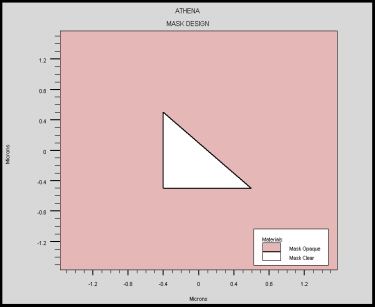 ATHENA
MASK DESIGN
1.2
0.8
0.4
0
-0.4
-0.8
-1.2
Microns
Materials
Mask Opaque
Mask Clear
-1.2 -0.8 -0.4 0 0.4 0.8 1.2
Microns